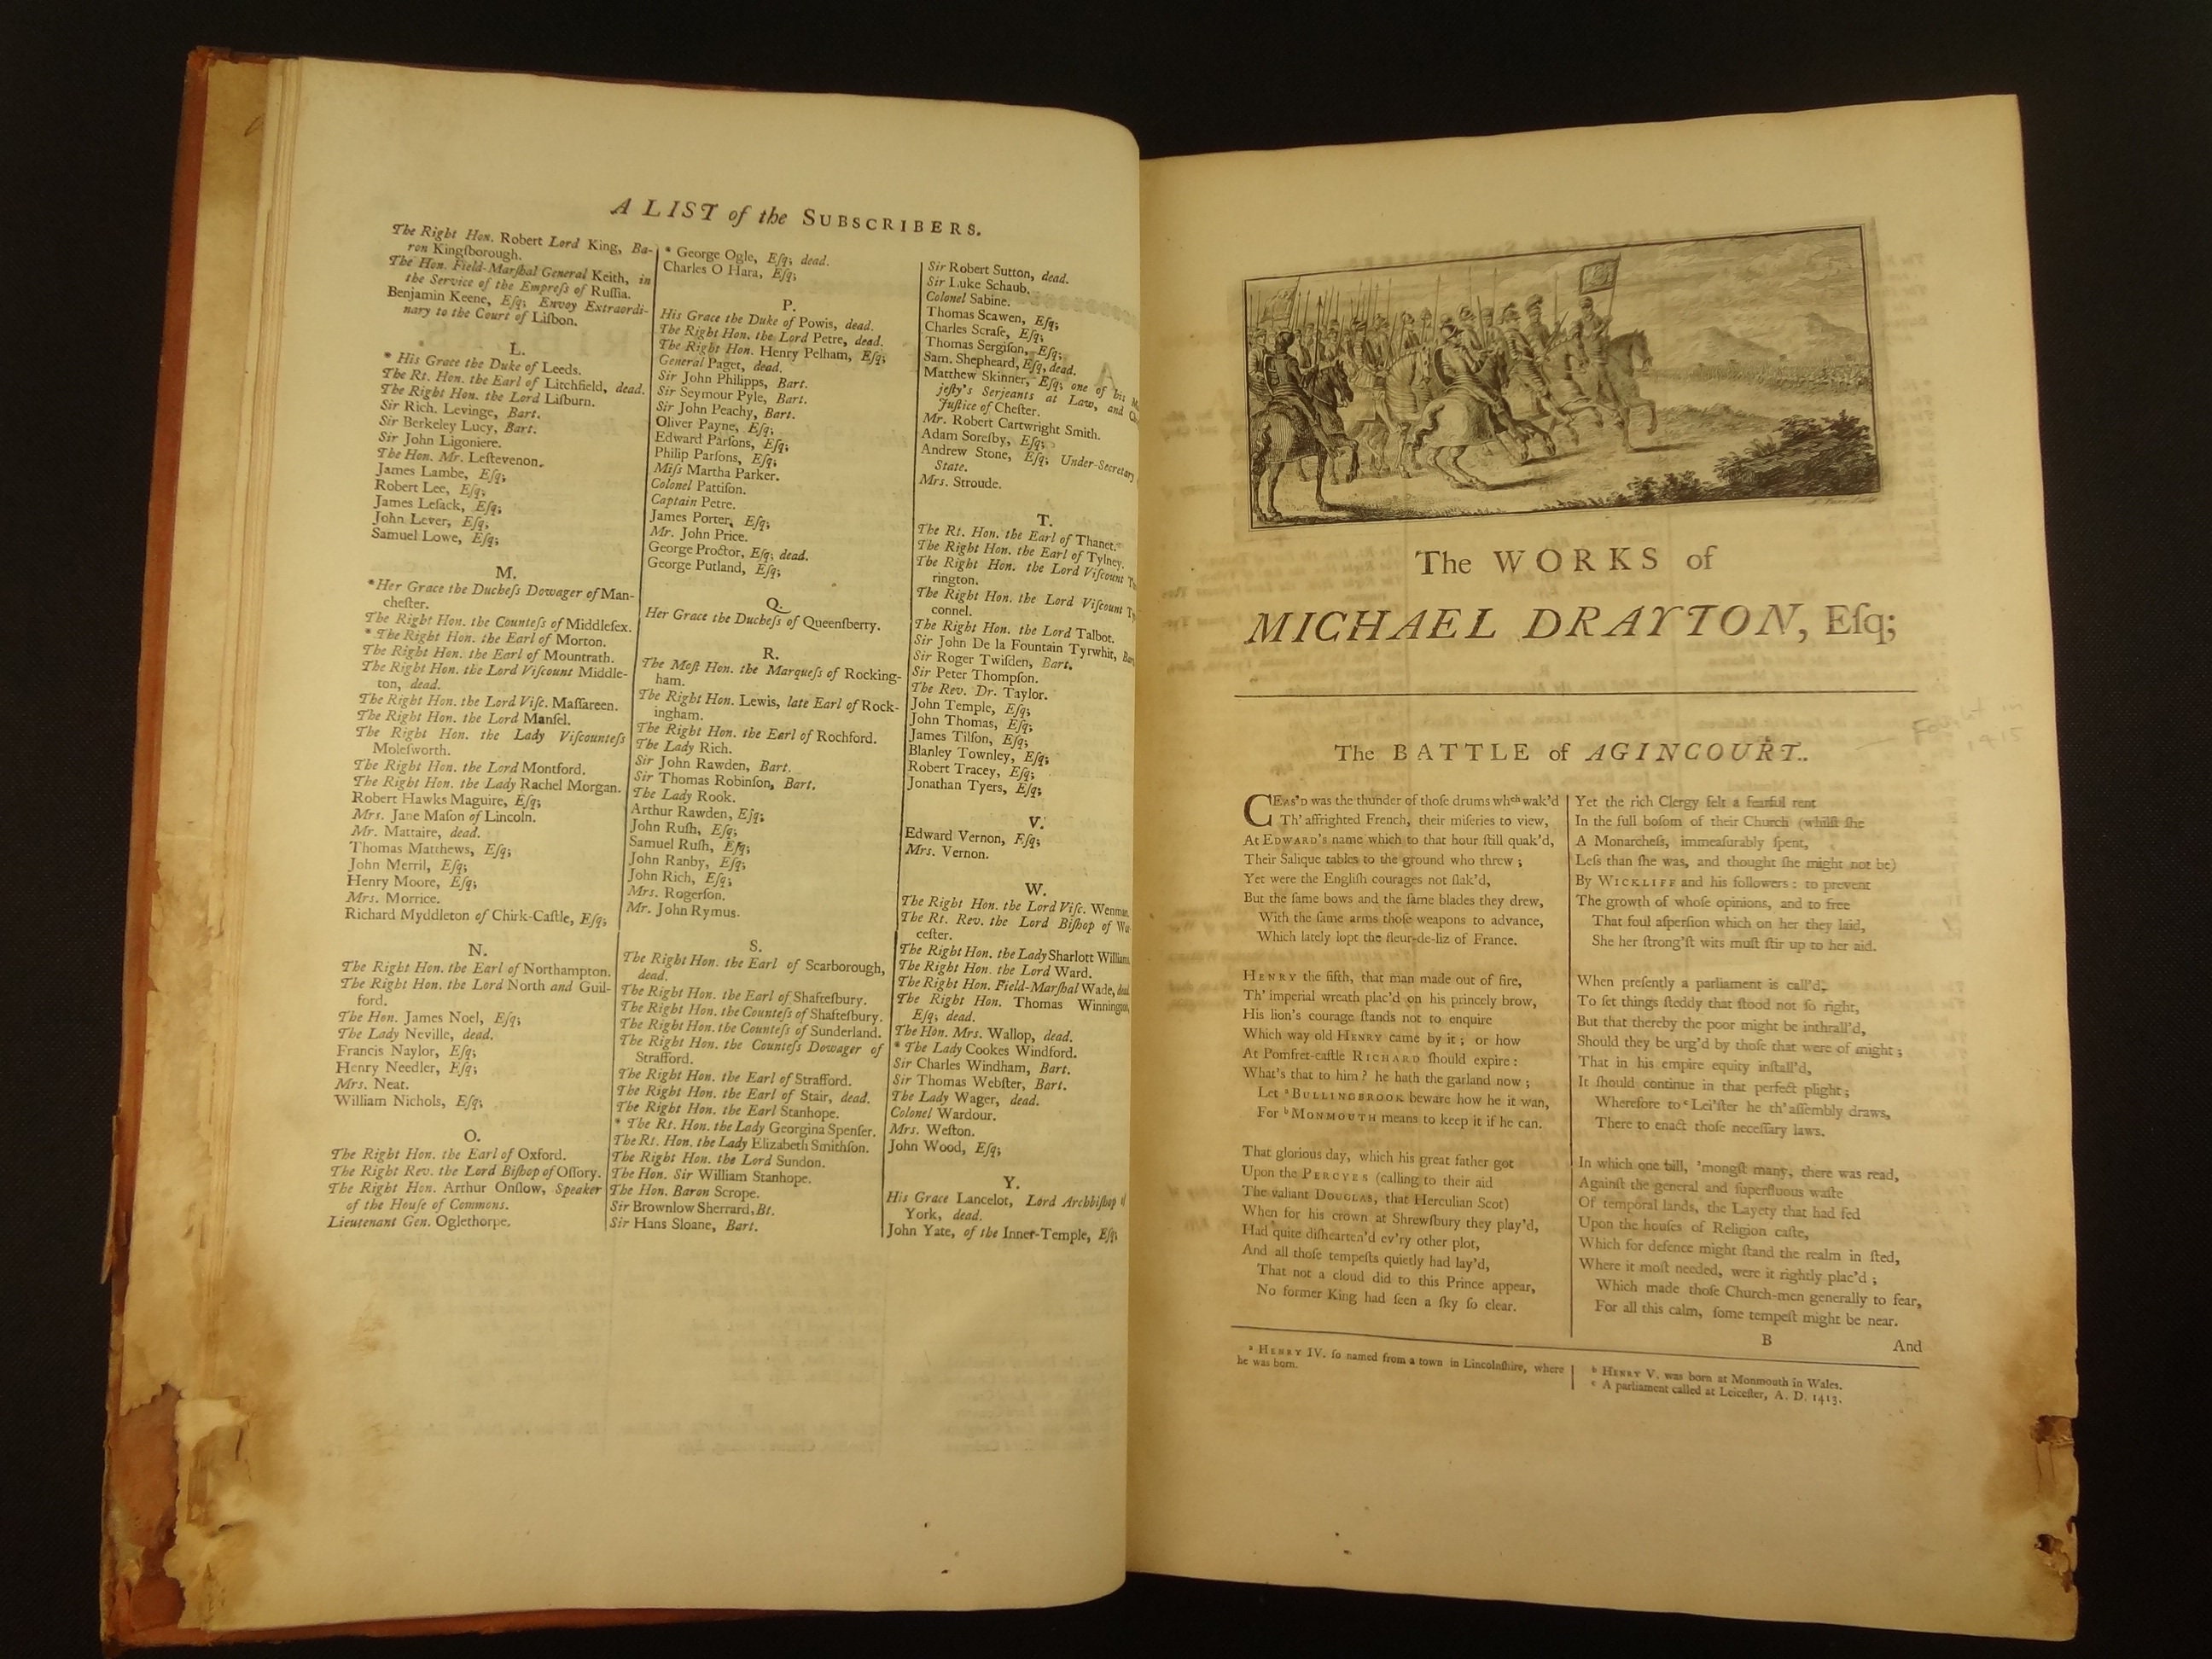 A LIST of the SUBSCRIBERS.
The Right Hon. Robert Lord King, Ba-
ron Kingſborough.
The Hon. Field-Marſhal General Keith, in
the Service of the Empreſs of Ruſſia.
Benjamin Keene, Eſq; Envoy Extraordi-
nary to the Court of Liſbon.
L.
* His Grace the Duke of Leeds.
The Rt. Hon. the Earl of Litchfield, dead.
The Right Hon. the Lord Liſburn.
Sir Rich. Levinge, Bart.
Sir Berkeley Lucy, Bart.
Sir John Ligoniere.
The Hon. Mr. Leſtevenon.
James Lambe, Eſq;
Robert Lee, Eſq;
James Leſack, Eſq;
John Lever, Eſq;
Samuel Lowe, Eſq;
M.
* Her Grace the Ducheſs Dowager of Man-
cheſter.
The Right Hon. the Counteſs of Middleſex.
* The Right Hon. the Earl of Morton.
The Right Hon. the Earl of Mountrath.
The Right Hon. the Lord Viſcount Middle-
ton, dead.
The Right Hon. the Lord Viſc. Maſſareen.
The Right Hon. the Lord Manſel.
The Right Hon. the Lady Viſcounteſs
Moleſworth.
The Right Hon. the Lord Montford.
The Right Hon. the Lady Rachel Morgan.
Robert Hawks Maguire, Eſq;
Mrs. Jane Maſon of Lincoln.
Mr. Mattaire, dead.
Thomas Matthews, Eſq;
John Merril, Eſq;
Henry Moore, Eſq;
Mrs. Morrice.
Richard Myddleton of Chirk-Caſtle, Eſq;
N.
The Right Hon. the Earl of Northampton.
The Right Hon. the Lord North and Guil-
ford.
The Hon. James Noel, Eſq;
The Lady Neville, dead.
Francis Naylor, Eſq;
Henry Needler, Eſq;
Mrs. Neat.
William Nichols, Eſq;
O.
The Right Hon. the Earl of Oxford.
The Right Rev. the Lord Biſhop of Oſſory.
The Right Hon. Arthur Onſlow, Speaker
of the Houſe of Commons.
Lieutenant Gen. Oglethorpe.
* George Ogle, Eſq; dead.
Charles O Hara, Eſq;
P.
His Grace the Duke of Powis, dead.
The Right Hon. the Lord Petre, dead.
The Right Hon. Henry Pelham, Eſq;
General Paget, dead.
Sir John Philipps, Bart.
Sir Seymour Pyle, Bart.
Sir John Peachy, Bart.
Oliver Payne, Eſq;
Edward Parſons, Eſq;
Philip Parſons, Eſq;
Miſs Martha Parker.
Colonel Pattiſon.
Captain Petre.
James Porter, Eſq;
Mr. John Price.
George Proctor, Eſq; dead.
George Putland, Eſq;
Q.
Her Grace the Ducheſs of Queenſberry.
R.
The Moſt Hon. the Marqueſs of Rocking-
ham.
The Right Hon. Lewis, late Earl of Rock-
ingham.
The Right Hon. the Earl of Rochford.
The Lady Rich.
Sir John Rawden, Bart.
Sir Thomas Robinſon, Bart.
The Lady Rook.
Arthur Rawden, Eſq;
John Ruſh, Eſq;
Samuel Ruſh, Eſq;
John Ranby, Eſq;
John Rich, Eſq;
Mrs. Rogerſon.
Mr. John Rymus.
S.
The Right Hon. the Earl of Scarborough,
dead.
The Right Hon. the Earl of Shafteſbury.
The Right Hon. the Counteſs of Shafteſbury.
The Right Hon. the Counteſs of Sunderland.
The Right Hon. the Counteſs Dowager of
Strafford.
The Right Hon. the Earl of Strafford.
The Right Hon. the Earl of Stair, dead.
The Right Hon. the Earl Stanhope.
* The Rt. Hon. the Lady Georgina Spenſer.
The Rt. Hon. the Lady Elizabeth Smithſon.
The Right Hon. the Lord Sundon.
The Hon. Sir William Stanhope.
The Hon. Baron Scrope.
Sir Brownlow Sherrard, Bt.
Sir Hans Sloane, Bart.
Sir Robert Sutton, dead.
Sir Luke Schaub.
Colonel Sabine.
Thomas Scawen, Eſq;
Charles Scraſe, Eſq;
Thomas Sergiſon, Eſq;
Sam. Shepheard, Eſq; dead.
Matthew Skinner, Eſq; one of his
jeſty's Serjeants at Law, and
Juſtice of Cheſter.
Mr. Robert Cartwright Smith.
Adam Soreſby, Eſq;
Andrew Stone, Eſq; Under-Secretary
State.
Mrs. Stroude.
T.
The Rt. Hon. the Earl of Thanet.
The Right Hon. the Earl of Tylney.
The Right Hon. the Lord Viſcount
rington.
The Right Hon. the Lord Viſcount
connel.
The Right Hon. the Lord Talbot.
Sir John De la Fountain Tyrwhit,
Sir Roger Twiſden, Bart.
Sir Peter Thompſon.
The Rev. Dr. Taylor.
John Temple, Eſq;
John Thomas, Eſq;
James Tilſon, Eſq;
Blanley Townley, Eſq;
Robert Tracey, Eſq;
Jonathan Tyers, Eſq;
V.
Edward Vernon, Eſq;
Mrs. Vernon.
W.
The Right Hon. the Lord Viſc. Wenman
The Rt. Rev. the Lord Biſhop of
ceſter.
The Right Hon. the Lady Sharlott Williams
The Right Hon. the Lord Ward.
The Right Hon. Field-Marſhal Wade, dead
The Right Hon. Thomas Winnington,
Eſq; dead.
The Hon. Mrs. Wallop, dead.
* The Lady Cookes Windford.
Sir Charles Windham, Bart.
Sir Thomas Webſter, Bart.
The Lady Wager, dead.
Colonel Wardour.
Mrs. Weſton.
John Wood, Eſq;
Y.
His Grace Lancelot, Lord Archbiſhop of
York, dead.
John Yate, of the Inner-Temple, Eſq;
The WORKS of
MICHAEL DRAYTON, Eſq;
The BATTLE of AGINCOURT.
CEAS'D was the thunder of thoſe drums wᶜʰ wak'd
Th' affrighted French, their miſeries to view,
At EDWARD's name which to that hour ſtill quak'd,
Their Salique tables to the ground who threw;
Yet were the Engliſh courages not ſlak'd,
But the ſame bows and the ſame blades they drew,
With the ſame arms thoſe weapons to advance,
Which lately lopt the fleur-de-liz of France.
HENRY the fifth, that man made out of fire,
Th' imperial wreath plac'd on his princely brow,
His lion's courage ſtands not to enquire
Which way old HENRY came by it; or how
At Pomfret-caſtle RICHARD ſhould expire:
What's that to him? he hath the garland now;
Let ᵃ BULLINGBROOK beware how he it wan,
For ᵇ MONMOUTH means to keep it if he can.
That glorious day, which his great father got
Upon the PERCYES (calling to their aid
The valiant DOUGLAS, that Herculian Scot)
When for his crown at Shrewſbury they play'd,
Had quite diſhearten'd ev'ry other plot,
And all thoſe tempeſts quietly had lay'd,
That not a cloud did to this Prince appear,
No former King had ſeen a ſky ſo clear.
Yet the rich Clergy felt a fearful rent
In the full boſom of their Church (whilſt ſhe
A Monarcheſs, immeaſurably ſpent,
Leſs than ſhe was, and thought ſhe might not be)
By WICKLIFF and his followers: to prevent
The growth of whoſe opinions, and to free
That foul aſperſion which on her they laid,
She her ſtrong'ſt wits muſt ſtir up to her aid.
When preſently a parliament is call'd,
To ſet things ſteddy that ſtood not ſo right,
But that thereby the poor might be inthrall'd,
Should they be urg'd by thoſe that were of might;
That in his empire equity inſtall'd,
It ſhould continue in that perfect plight;
Wherefore to ᶜ Lei'ſter he th' aſſembly draws,
There to enact thoſe neceſſary laws.
In which one bill, 'mongſt many, there was read,
Againſt the general and ſuperfluous waſte
Of temporal lands, the Layety that had fed
Upon the houſes of Religion caſte,
Which for defence might ſtand the realm in ſted,
Where it moſt needed, were it rightly plac'd;
Which made thoſe Church-men generally to fear,
For all this calm, ſome tempeſt might be near.
B
And
ᵃ HENRY IV. ſo named from a town in Lincolnſhire, where
he was born.
ᵇ HENRY V. was born at Monmouth in Wales.
ᶜ A parliament called at Leiceſter, A. D. 1413.